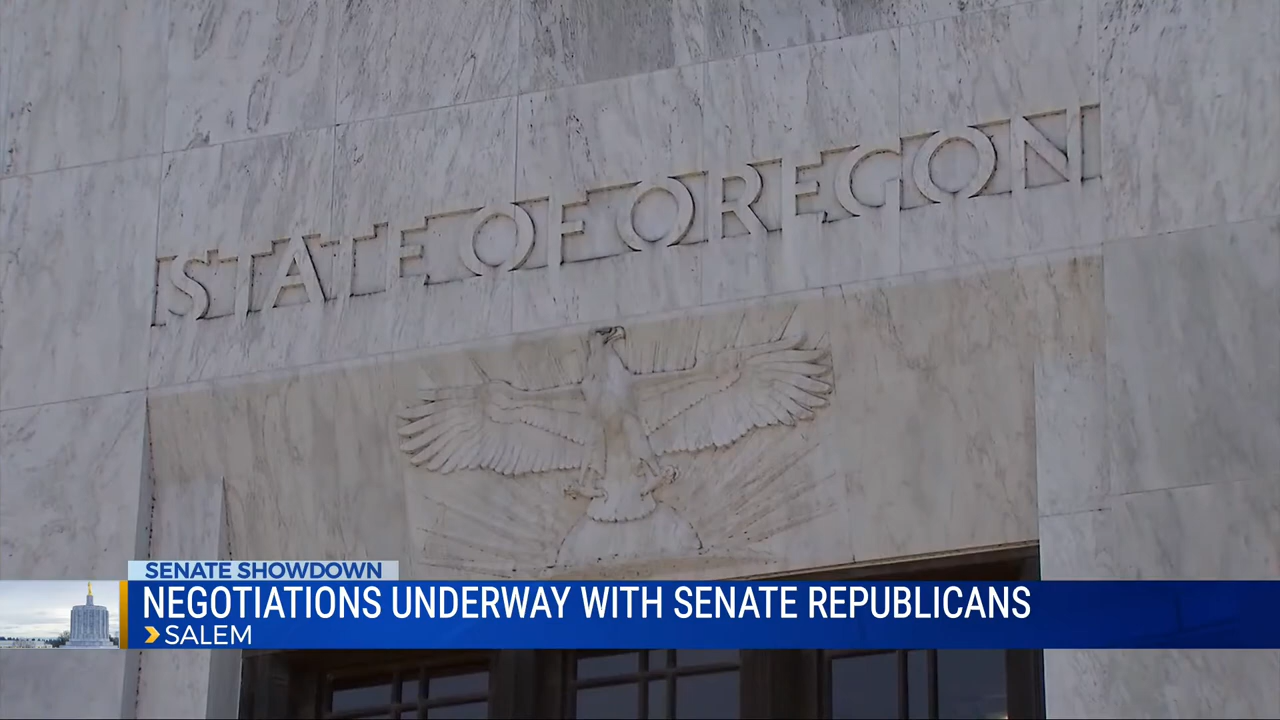 STATE OF OREGON
SENATE SHOWDOWN
NEGOTIATIONS UNDERWAY WITH SENATE REPUBLICANS
SALEM